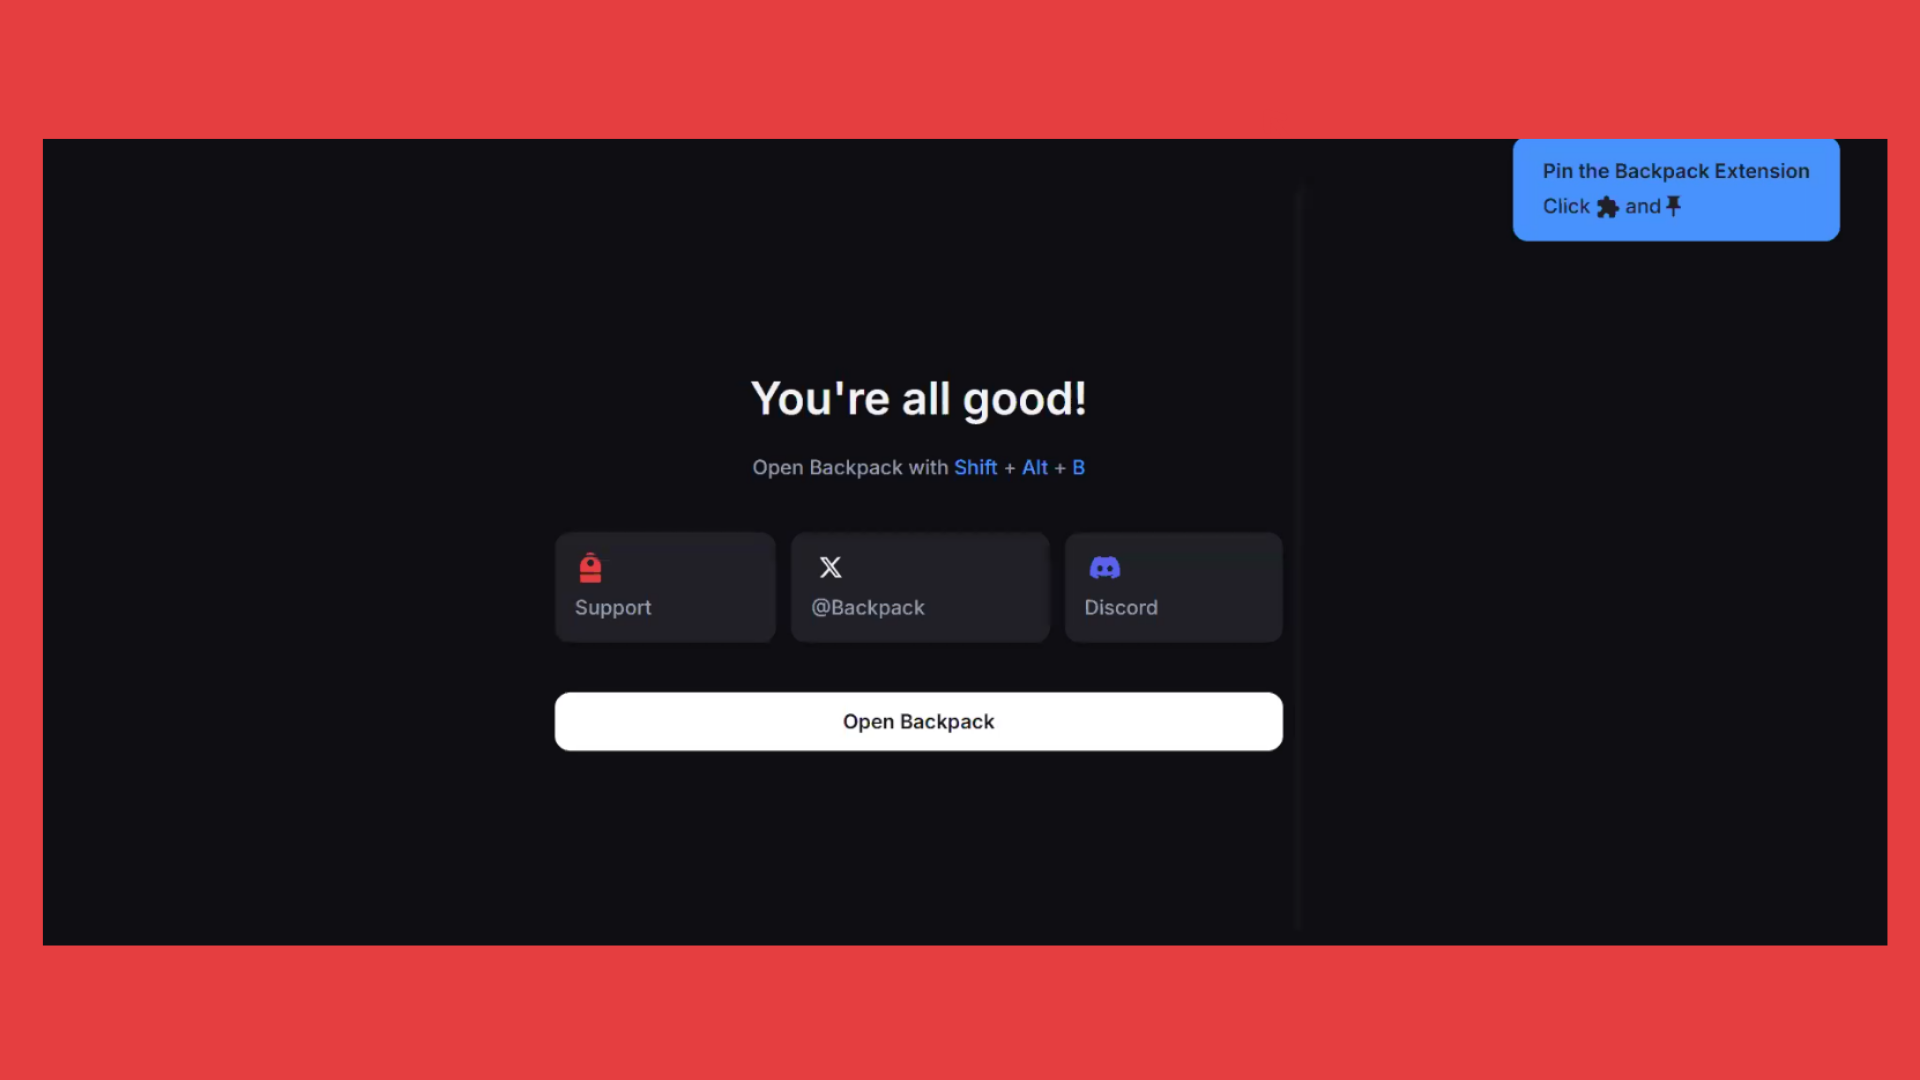 Pin the Backpack Extension
Click and
You're all good!
Open Backpack with Shift + Alt + B
Support
@Backpack
Discord
Open Backpack